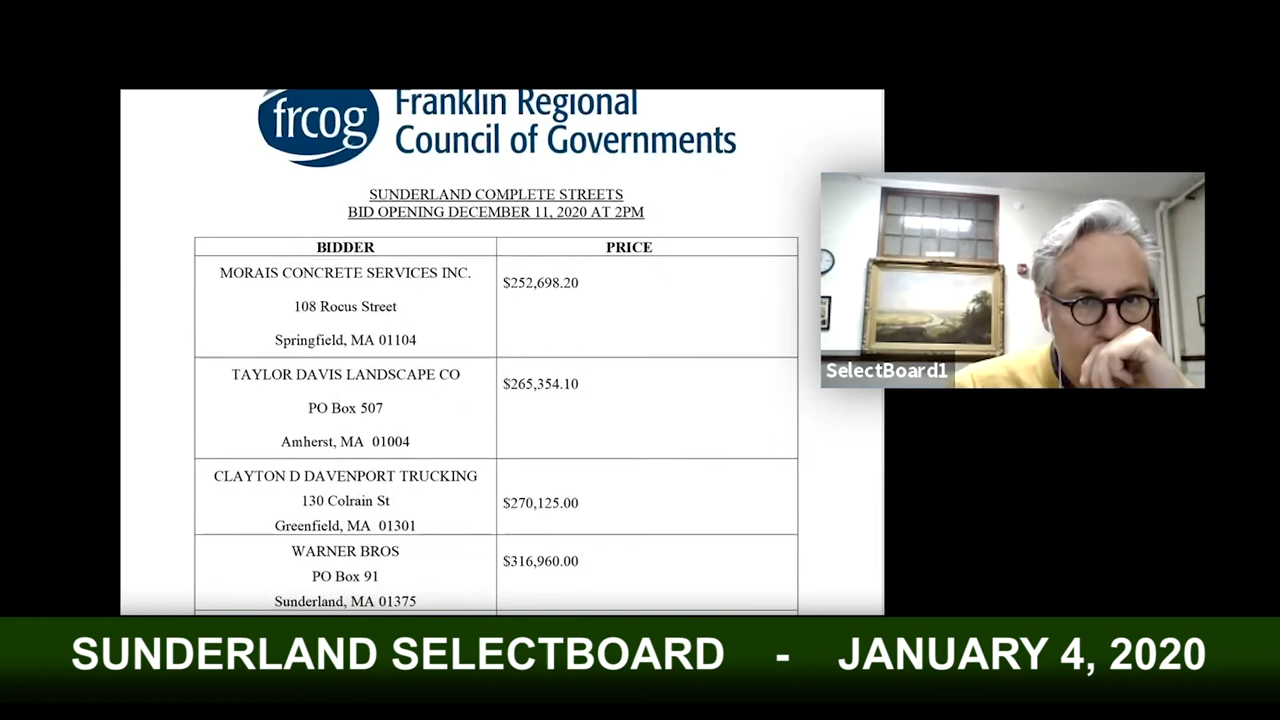 frcog
Franklin Regional
Council of Governments
SUNDERLAND COMPLETE STREETS
BID OPENING DECEMBER 11, 2020 AT 2PM
BIDDER PRICE
MORAIS CONCRETE SERVICES INC.
108 Rocus Street
Springfield, MA 01104
$252,698.20
TAYLOR DAVIS LANDSCAPE CO
PO Box 507
Amherst, MA 01004
$265,354.10
CLAYTON D DAVENPORT TRUCKING
130 Colrain St
Greenfield, MA 01301
$270,125.00
WARNER BROS
PO Box 91
Sunderland, MA 01375
$316,960.00
SelectBoard1
SUNDERLAND SELECTBOARD - JANUARY 4, 2020